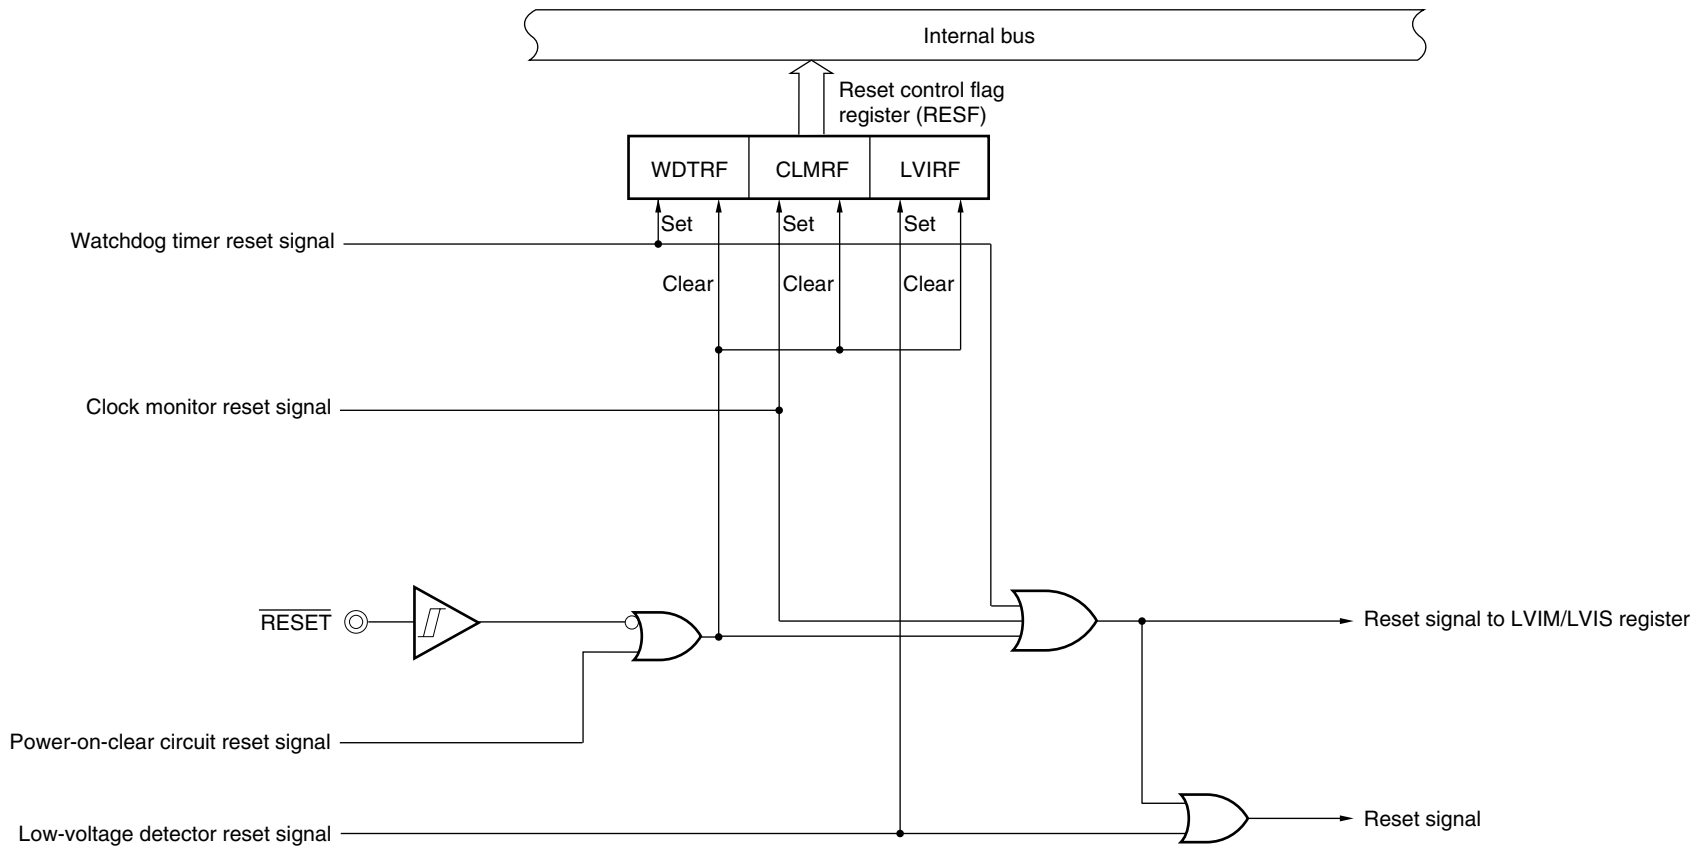 Internal bus
Reset control flag
register (RESF)
WDTRF
CLMRF
LVIRF
Set
Set
Set
Watchdog timer reset signal
Clear
Clear
Clear
Clock monitor reset signal
RESET
Reset signal to LVIM/LVIS register
Power-on-clear circuit reset signal
Low-voltage detector reset signal
Reset signal